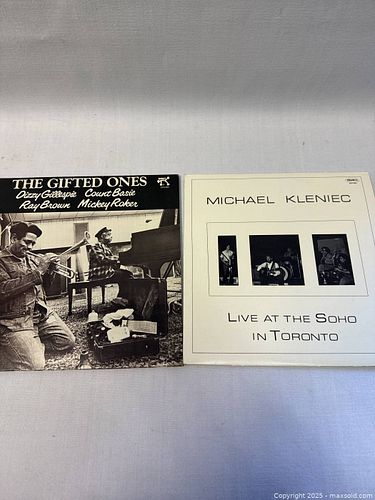 THE GIFTED ONES
Dizzy Gillespie Count Basie
Ray Brown Mickey Roker
MICHAEL KLENIEC
LIVE AT THE SOHO
IN TORONTO
Copyright 2025 - maxsold.com